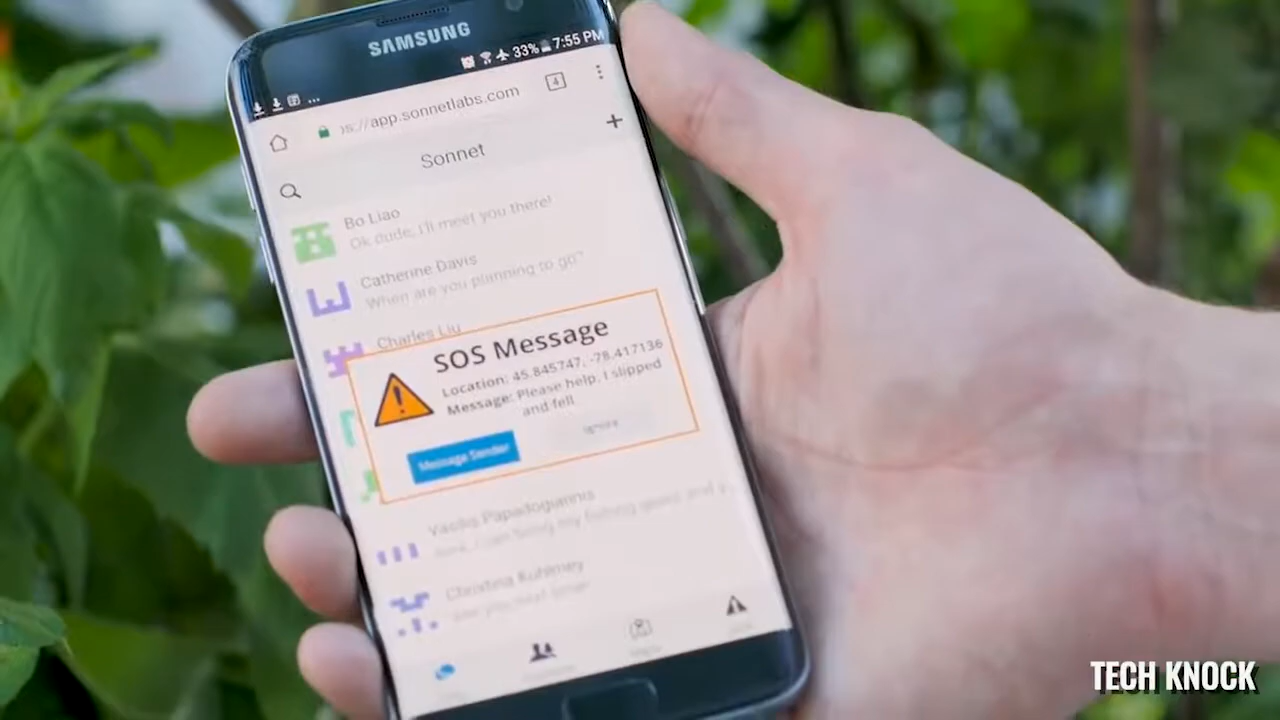 SAMSUNG
33% 7:55 PM
s://app.sonnetlabs.com
4
Sonnet
Bo Liao
Ok dude, i'll meet you there!
Catherine Davis
When are you planning to go
Charles Liu
SOS Message
Location: 45.845747, -78.417136
Message: Please help. I slipped
and fell
Message Sender
Ignore
Vasilis Papadogiannis
Christina Kuhlmey
TECH KNOCK